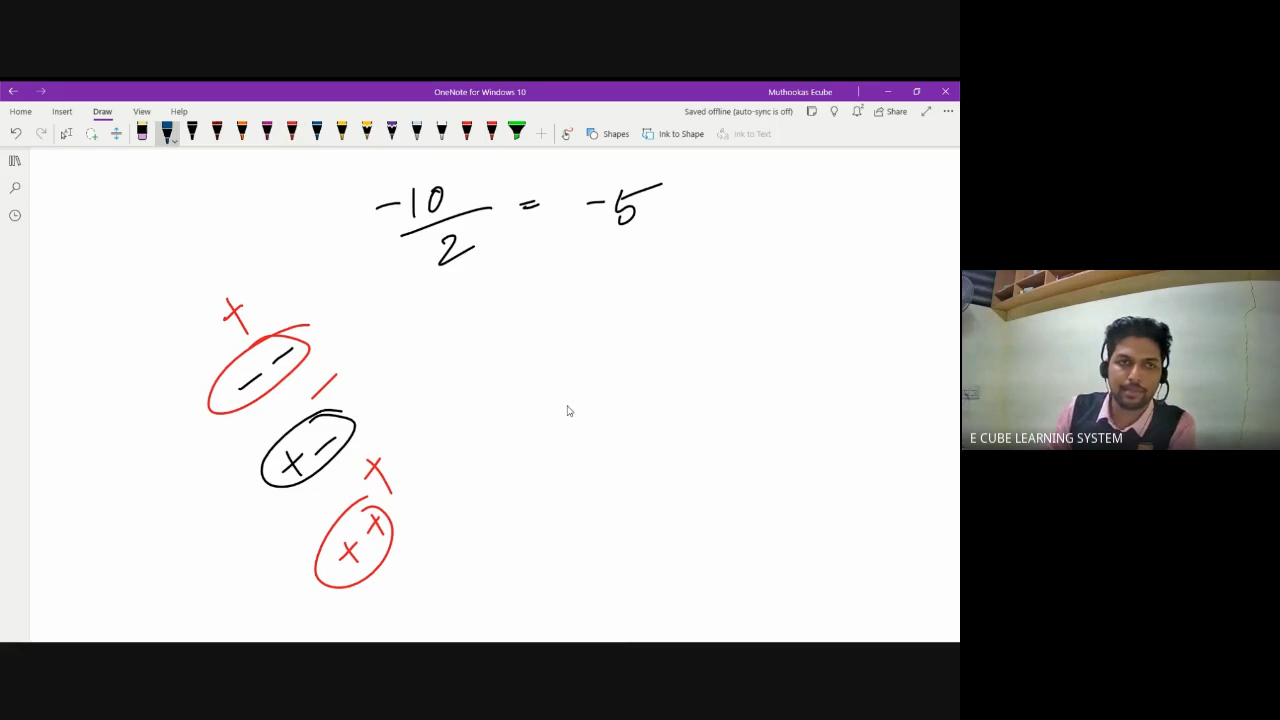 OneNote for Windows 10
Muthookas Ecube
Home Insert Draw View Help
Saved offline (auto-sync is off)
Share
Shapes
Ink to Shape
Ink to Text
-10/2 = -5
+
- -
-
+ -
+
+ +
E CUBE LEARNING SYSTEM